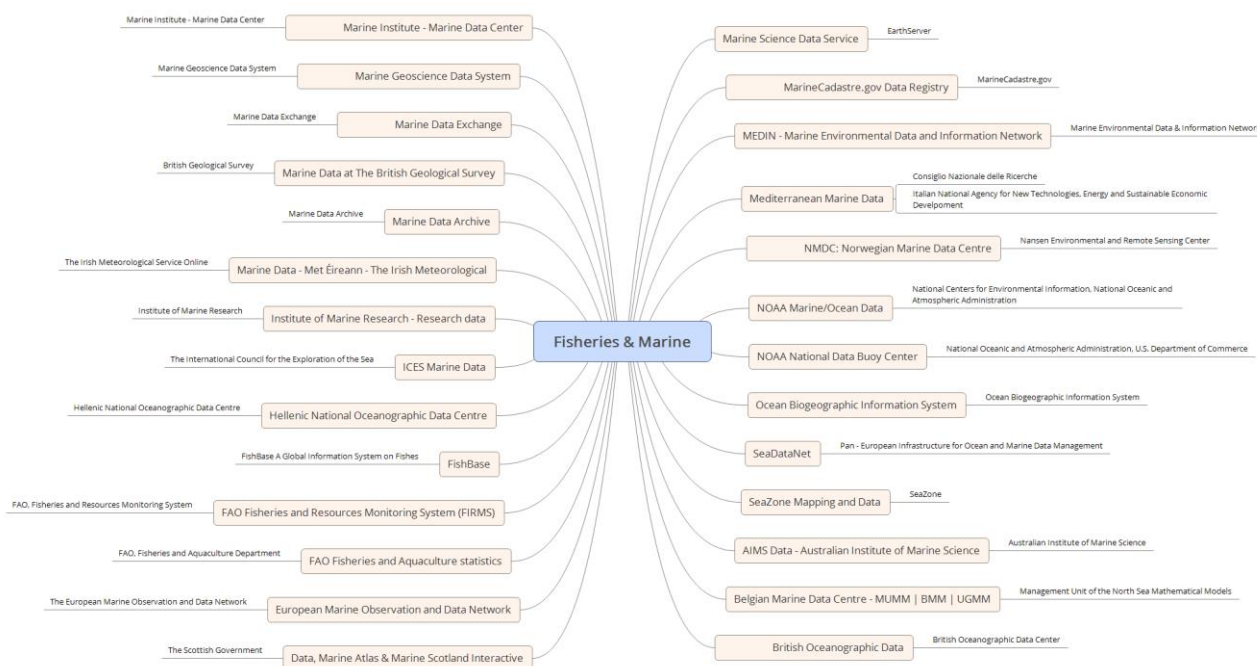 Fisheries & Marine
Marine Institute - Marine Data Center
Marine Institute - Marine Data Center
Marine Geoscience Data System
Marine Geoscience Data System
Marine Data Exchange
Marine Data Exchange
British Geological Survey
Marine Data at The British Geological Survey
Marine Data Archive
Marine Data Archive
The Irish Meteorological Service Online
Marine Data - Met Éireann - The Irish Meteorological
Institute of Marine Research
Institute of Marine Research - Research data
The International Council for the Exploration of the Sea
ICES Marine Data
Hellenic National Oceanographic Data Centre
Hellenic National Oceanographic Data Centre
FishBase A Global Information System on Fishes
FishBase
FAO, Fisheries and Resources Monitoring System
FAO Fisheries and Resources Monitoring System (FIRMS)
FAO, Fisheries and Aquaculture Department
FAO Fisheries and Aquaculture statistics
The European Marine Observation and Data Network
European Marine Observation and Data Network
The Scottish Government
Data, Marine Atlas & Marine Scotland Interactive
Marine Science Data Service
EarthServer
MarineCadastre.gov Data Registry
MarineCadastre.gov
MEDIN - Marine Environmental Data and Information Network
Marine Environmental Data & Information Networ
Mediterranean Marine Data
Consiglio Nazionale delle Ricerche
Italian National Agency for New Technologies, Energy and Sustainable Economic
Develpoment
NMDC: Norwegian Marine Data Centre
Nansen Environmental and Remote Sensing Center
NOAA Marine/Ocean Data
National Centers for Environmental Information, National Oceanic and
Atmospheric Administration
NOAA National Data Buoy Center
National Oceanic and Atmospheric Administration, U.S. Department of Commerce
Ocean Biogeographic Information System
Ocean Biogeographic Information System
SeaDataNet
Pan - European Infrastructure for Ocean and Marine Data Management
SeaZone Mapping and Data
SeaZone
AIMS Data - Australian Institute of Marine Science
Australian Institute of Marine Science
Belgian Marine Data Centre - MUMM | BMM | UGMM
Management Unit of the North Sea Mathematical Models
British Oceanographic Data
British Oceanographic Data Center